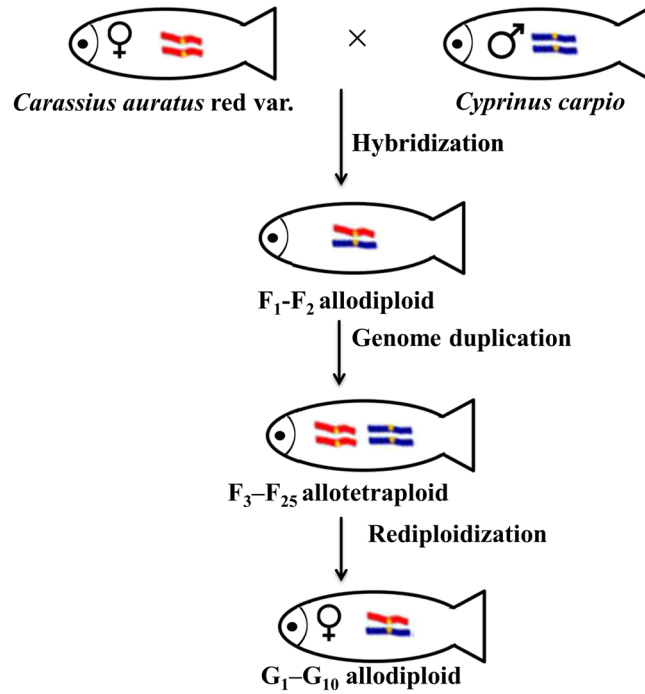 ♀ × ♂
Carassius auratus red var. Cyprinus carpio
Hybridization
F₁-F₂ allodiploid
Genome duplication
F₃–F₂₅ allotetraploid
Rediploidization
♀
G₁–G₁₀ allodiploid